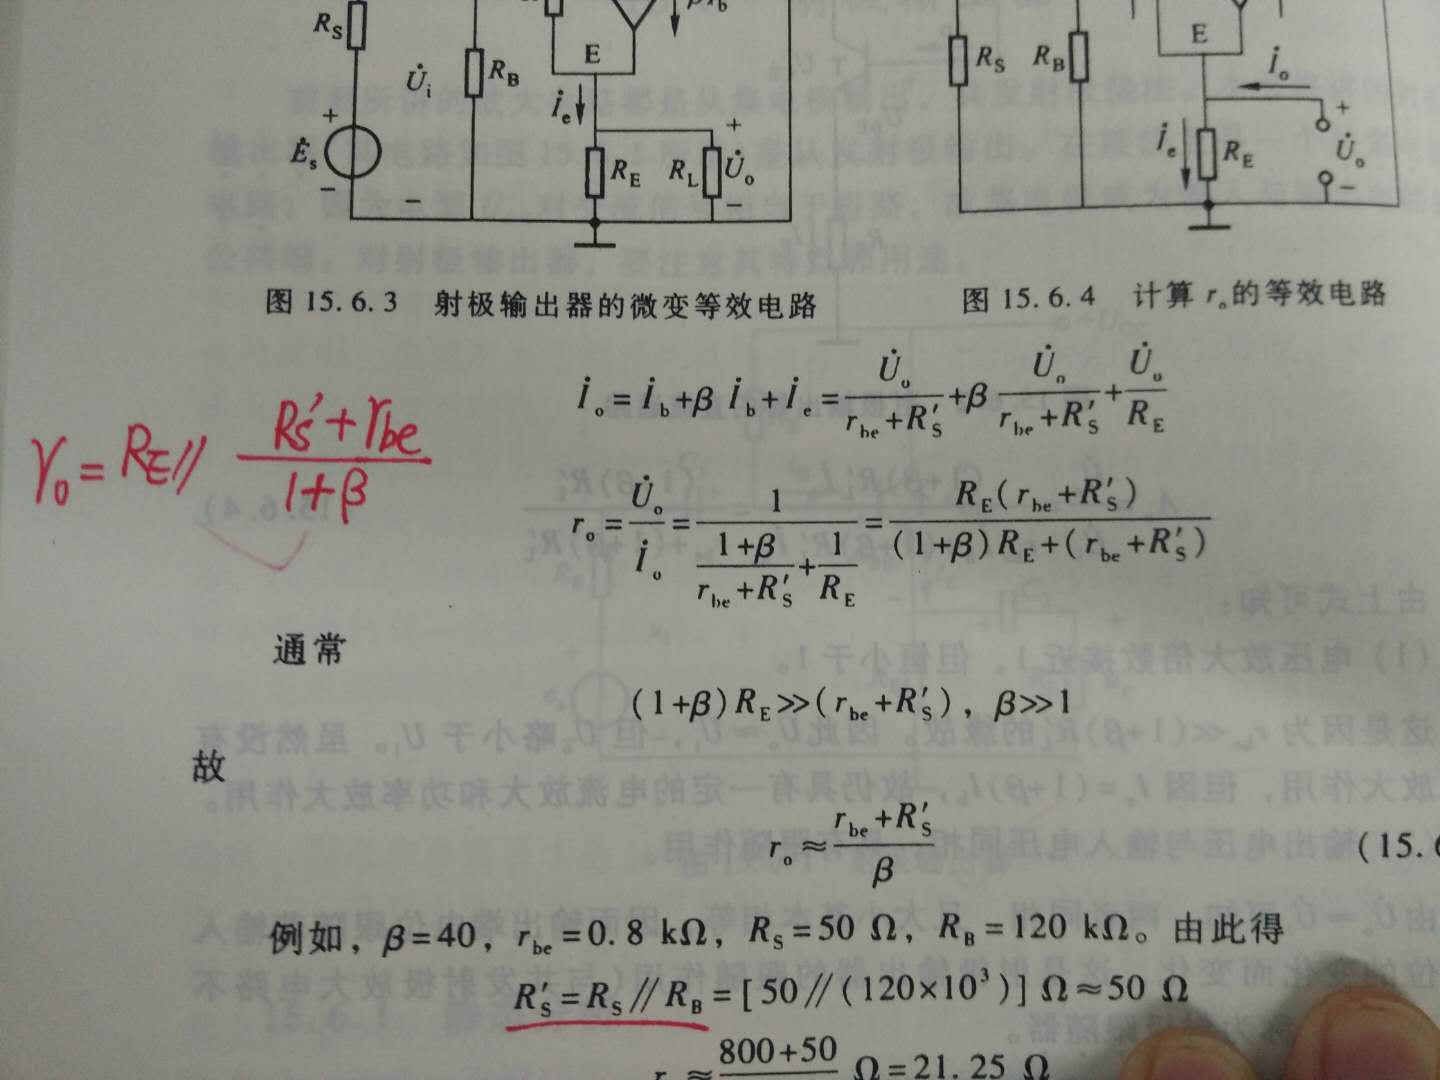 R_S
U̇_i
R_B
E
βİ_b
İ_e
+
Ė_s
−
−
R_E
R_L
+
U̇_o
−
R_S
R_B
E
İ_o
İ_e
R_E
+
U̇_o
−
图 15.6.3 射极输出器的微变等效电路
图 15.6.4 计算 r_o 的等效电路
İ_o=İ_b+β İ_b+İ_e=U̇_o/(r_be+R′_S)+β U̇_o/(r_be+R′_S)+U̇_o/R_E
r_o=R_E∥(R_S′+r_be)/(1+β)
r_o=U̇_o/İ_o=1/((1+β)/(r_be+R′_S)+1/R_E)=R_E(r_be+R′_S)/((1+β)R_E+(r_be+R′_S))
通常
(1+β)R_E≫(r_be+R′_S), β≫1
故
r_o≈(r_be+R′_S)/β
(15.6
例如, β=40, r_be=0.8 kΩ, R_S=50 Ω, R_B=120 kΩ。由此得
R′_S=R_S∥R_B=[50∥(120×10³)] Ω≈50 Ω
≈800+50 Ω=21.25 Ω